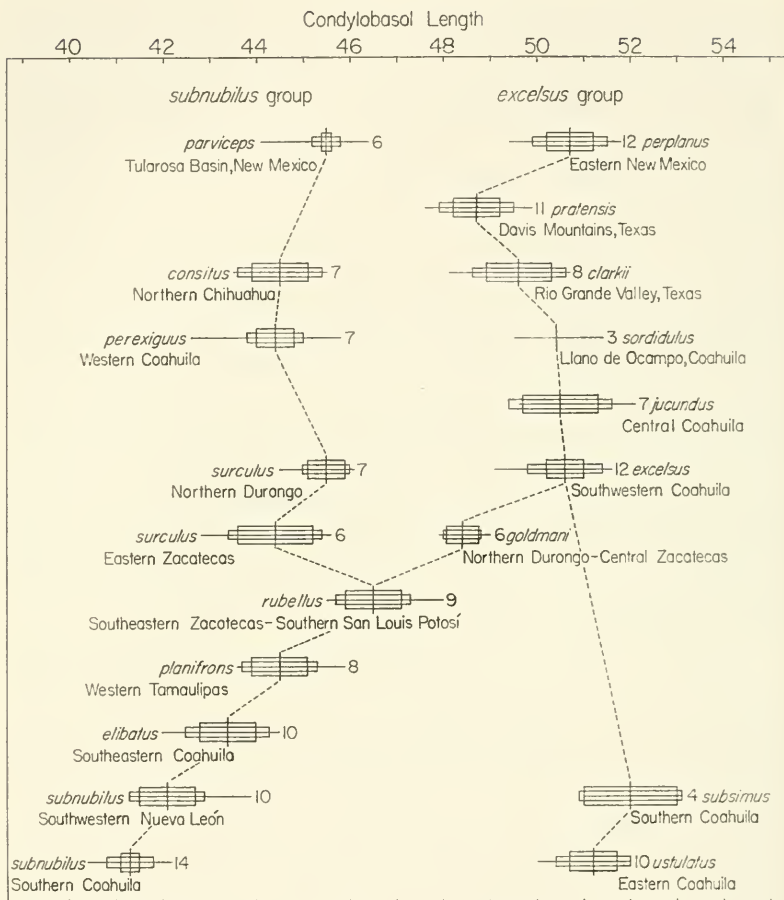 Condylobasal Length
40 42 44 46 48 50 52 54
subnubilus group
excelsus group
parviceps 6
Tularosa Basin, New Mexico
12 perplanus
Eastern New Mexico
11 pratensis
Davis Mountains, Texas
consitus 7
Northern Chihuahua
8 clarkii
Rio Grande Valley, Texas
perexiguus 7
Western Coahuila
3 sordidulus
Llano de Ocampo, Coahuila
7 jucundus
Central Coahuila
surculus 7
Northern Durango
12 excelsus
Southwestern Coahuila
surculus 6
Eastern Zacatecas
6 goldmani
Northern Durango-Central Zacatecas
rubellus 9
Southeastern Zacatecas-Southern San Louis Potosí
planifrons 8
Western Tamaulipas
elibatus 10
Southeastern Coahuila
subnubilus 10
Southwestern Nueva León
4 subsimus
Southern Coahuila
subnubilus 14
Southern Coahuila
10 ustulatus
Eastern Coahuila